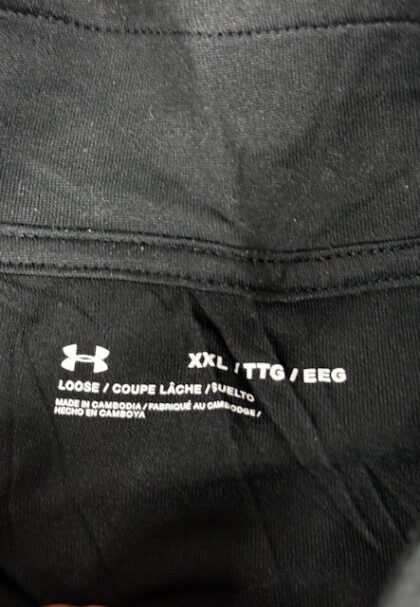 XXL / TTG / EEG
LOOSE / COUPE LÂCHE / SUELTO
MADE IN CAMBODIA / FABRIQUÉ AU CAMBODGE /
HECHO EN CAMBOYA